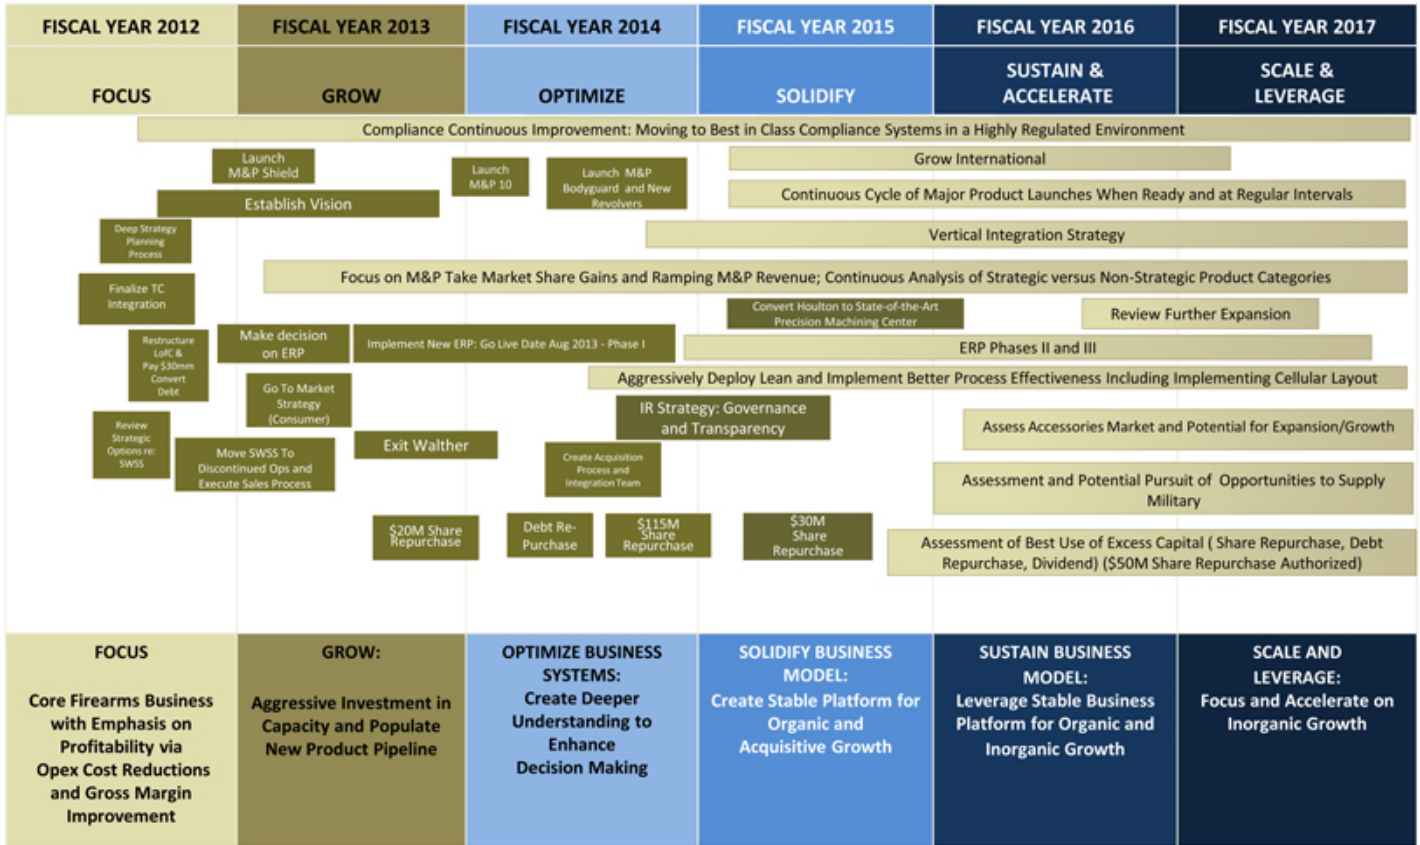 FISCAL YEAR 2012
FISCAL YEAR 2013
FISCAL YEAR 2014
FISCAL YEAR 2015
FISCAL YEAR 2016
FISCAL YEAR 2017
FOCUS
GROW
OPTIMIZE
SOLIDIFY
SUSTAIN &
ACCELERATE
SCALE &
LEVERAGE
Compliance Continuous Improvement: Moving to Best in Class Compliance Systems in a Highly Regulated Environment
Launch
M&P Shield
Launch
M&P 10
Launch M&P
Bodyguard and New
Revolvers
Grow International
Establish Vision
Continuous Cycle of Major Product Launches When Ready and at Regular Intervals
Deep Strategy
Planning
Process
Vertical Integration Strategy
Finalize TC
Integration
Focus on M&P Take Market Share Gains and Ramping M&P Revenue; Continuous Analysis of Strategic versus Non-Strategic Product Categories
Convert Houlton to State-of-the-Art
Precision Machining Center
Review Further Expansion
Restructure
LofC &
Pay $30mm
Convert
Debt
Make decision
on ERP
Implement New ERP: Go Live Date Aug 2013 - Phase I
ERP Phases II and III
Go To Market
Strategy
(Consumer)
Aggressively Deploy Lean and Implement Better Process Effectiveness Including Implementing Cellular Layout
IR Strategy: Governance
and Transparency
Review
Strategic
Options re:
SWSS
Move SWSS To
Discontinued Ops and
Execute Sales Process
Exit Walther
Assess Accessories Market and Potential for Expansion/Growth
Create Acquisition
Process and
Integration Team
Assessment and Potential Pursuit of Opportunities to Supply
Military
$20M Share
Repurchase
Debt Re-
Purchase
$115M
Share
Repurchase
$30M
Share
Repurchase
Assessment of Best Use of Excess Capital ( Share Repurchase, Debt
Repurchase, Dividend) ($50M Share Repurchase Authorized)
FOCUS
Core Firearms Business
with Emphasis on
Profitability via
Opex Cost Reductions
and Gross Margin
Improvement
GROW:
Aggressive Investment in
Capacity and Populate
New Product Pipeline
OPTIMIZE BUSINESS
SYSTEMS:
Create Deeper
Understanding to
Enhance
Decision Making
SOLIDIFY BUSINESS
MODEL:
Create Stable Platform for
Organic and
Acquisitive Growth
SUSTAIN BUSINESS
MODEL:
Leverage Stable Business
Platform for Organic and
Inorganic Growth
SCALE AND
LEVERAGE:
Focus and Accelerate on
Inorganic Growth